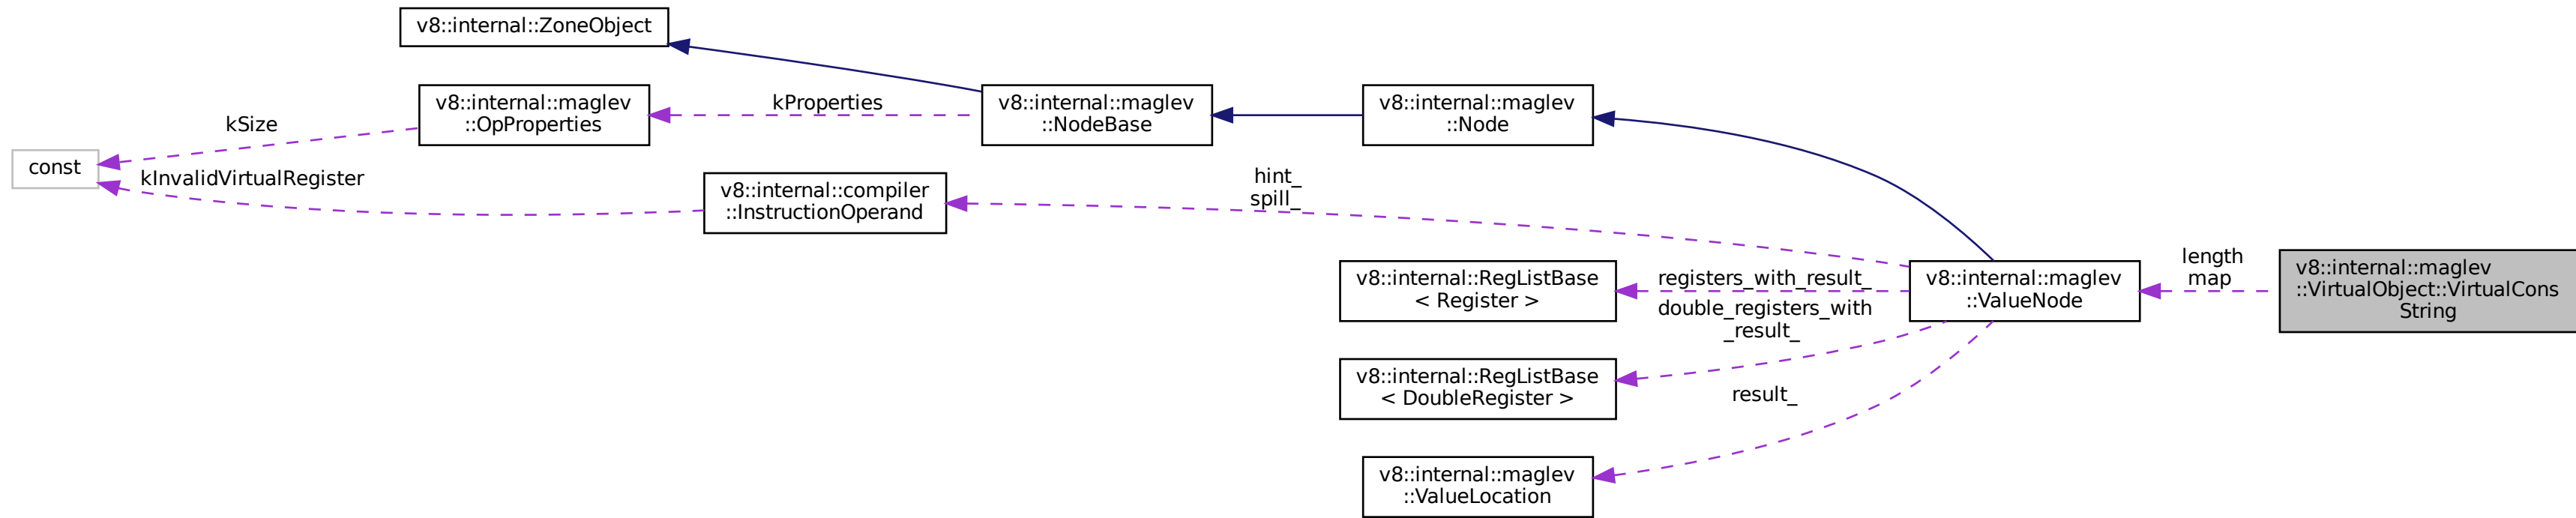 v8::internal::ZoneObject
v8::internal::maglev
::OpProperties
kProperties
v8::internal::maglev
::NodeBase
v8::internal::maglev
::Node
kSize
const
kInvalidVirtualRegister
v8::internal::compiler
::InstructionOperand
hint_
spill_
v8::internal::RegListBase
< Register >
registers_with_result_
double_registers_with
_result_
v8::internal::maglev
::ValueNode
length
map
v8::internal::maglev
::VirtualObject::VirtualCons
String
v8::internal::RegListBase
< DoubleRegister >
result_
v8::internal::maglev
::ValueLocation